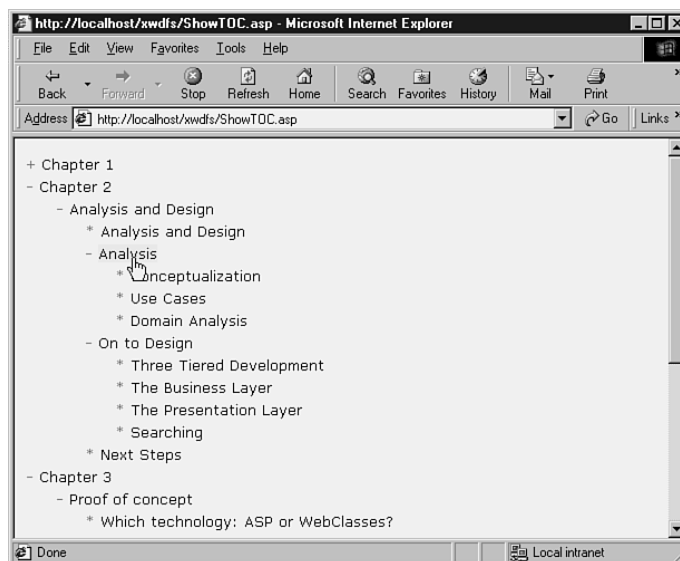 http://localhost/xwdfs/ShowTOC.asp - Microsoft Internet Explorer
File Edit View Favorites Tools Help
Back Forward Stop Refresh Home Search Favorites History Mail Print »
Address http://localhost/xwdfs/ShowTOC.asp Go Links »
+ Chapter 1
- Chapter 2
- Analysis and Design
* Analysis and Design
- Analysis
* Conceptualization
* Use Cases
* Domain Analysis
- On to Design
* Three Tiered Development
* The Business Layer
* The Presentation Layer
* Searching
* Next Steps
- Chapter 3
- Proof of concept
* Which technology: ASP or WebClasses?
Done Local intranet